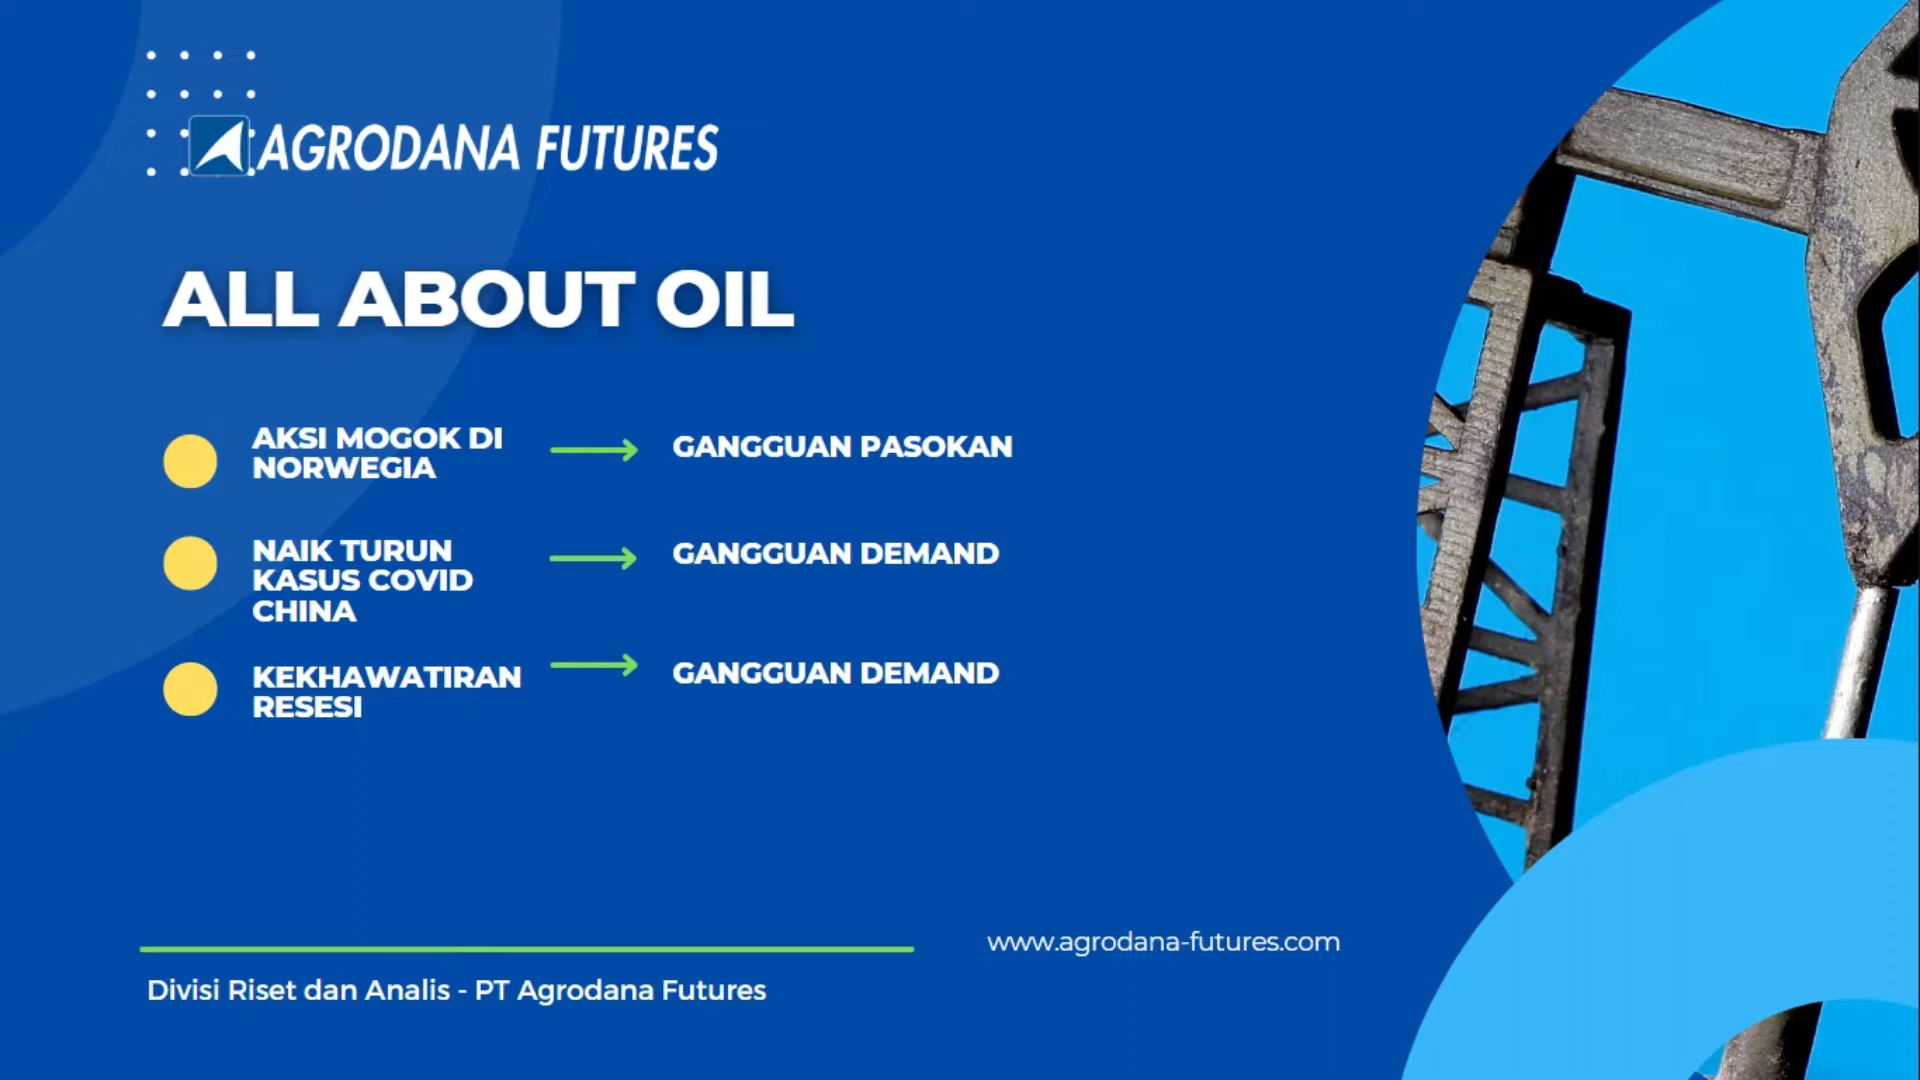 AGRODANA FUTURES
ALL ABOUT OIL
AKSI MOGOK DI
NORWEGIA
GANGGUAN PASOKAN
NAIK TURUN
KASUS COVID
CHINA
GANGGUAN DEMAND
KEKHAWATIRAN
RESESI
GANGGUAN DEMAND
www.agrodana-futures.com
Divisi Riset dan Analis - PT Agrodana Futures